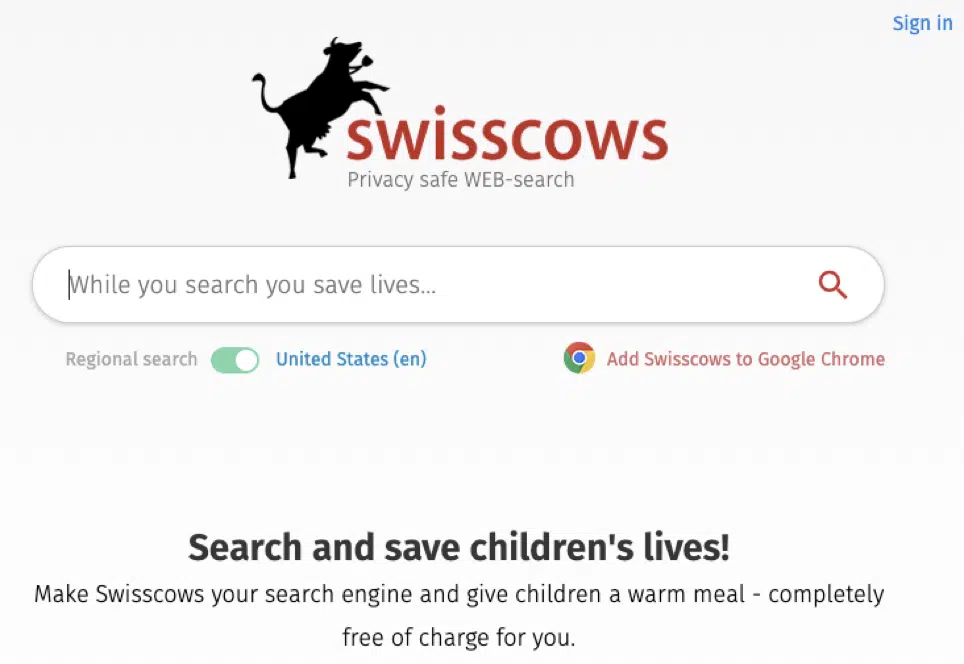 Sign in
swisscows
Privacy safe WEB-search
While you search you save lives...
Regional search United States (en) Add Swisscows to Google Chrome
Search and save children's lives!
Make Swisscows your search engine and give children a warm meal - completely
free of charge for you.